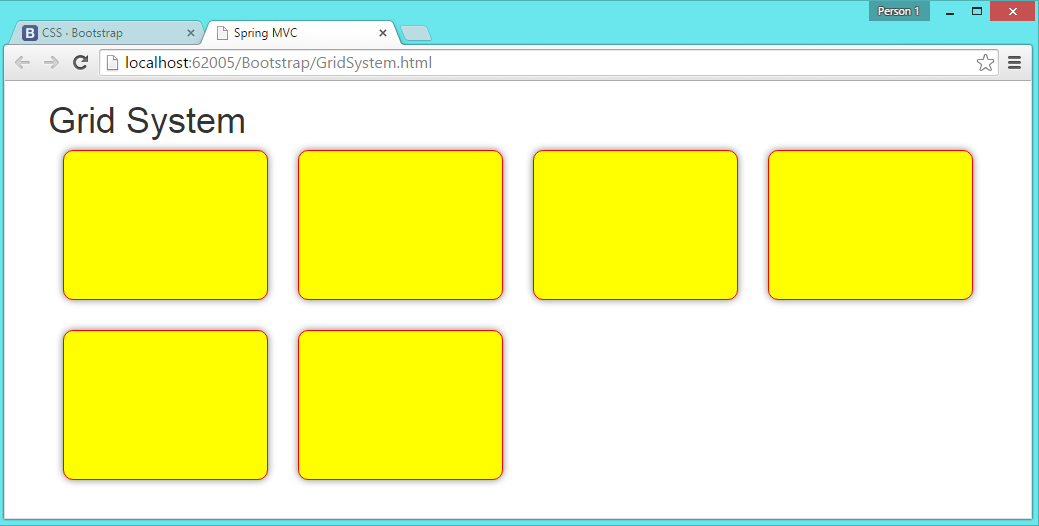 Person 1
B CSS · Bootstrap
Spring MVC
localhost:62005/Bootstrap/GridSystem.html
Grid System